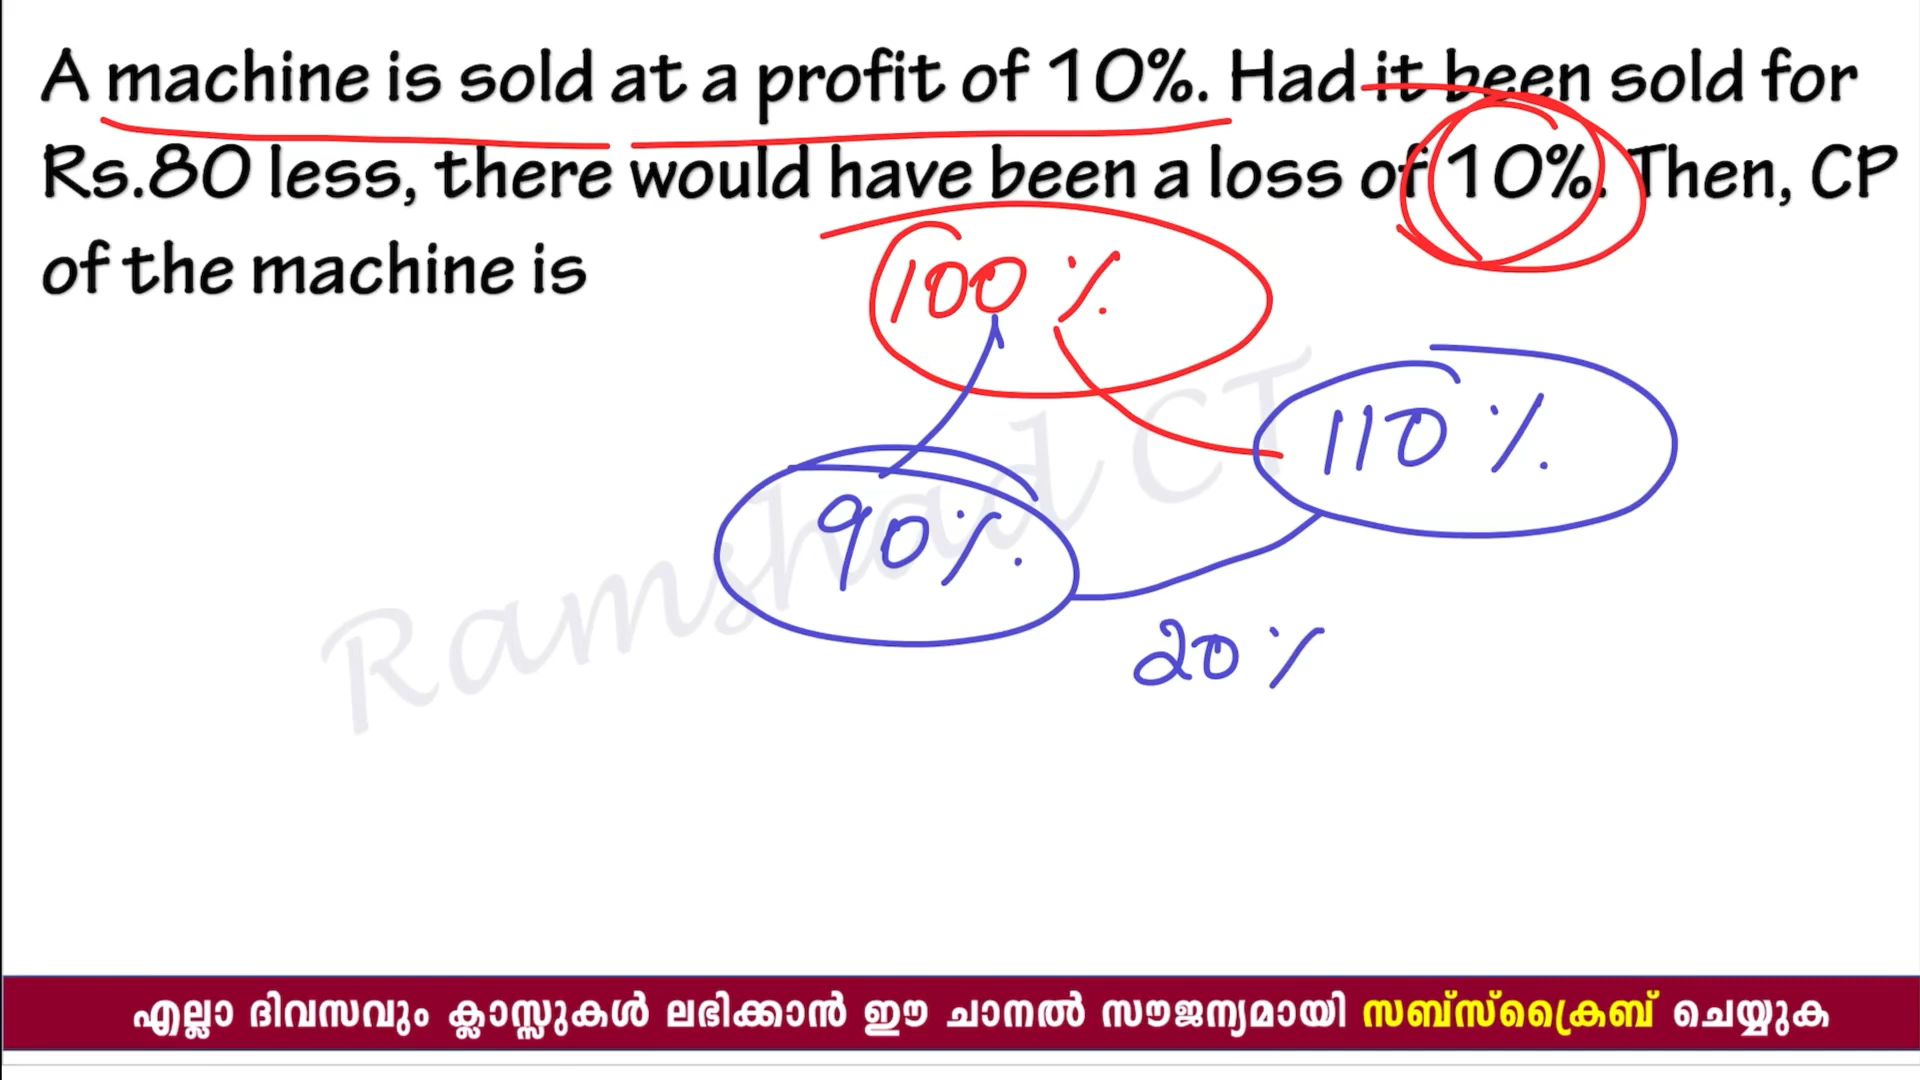 A machine is sold at a profit of 10%. Had it been sold for
Rs.80 less, there would have been a loss of 10%. Then, CP
of the machine is
100 %
110 %
90%
20%
Ramshad CT
എല്ലാ ദിവസവും ക്ലാസ്സുകൾ ലഭിക്കാൻ ഈ ചാനൽ സൗജന്യമായി സബ്സ്ക്രൈബ് ചെയ്യുക